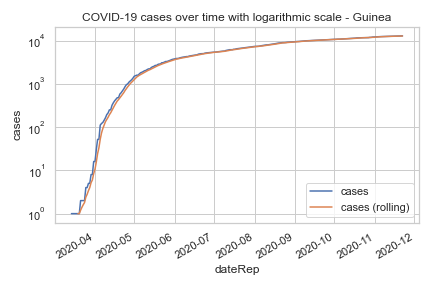 COVID-19 cases over time with logarithmic scale - Guinea
cases
10^4
10^3
10^2
10^1
10^0
cases
cases (rolling)
2020-04
2020-05
2020-06
2020-07
2020-08
2020-09
2020-10
2020-11
2020-12
dateRep